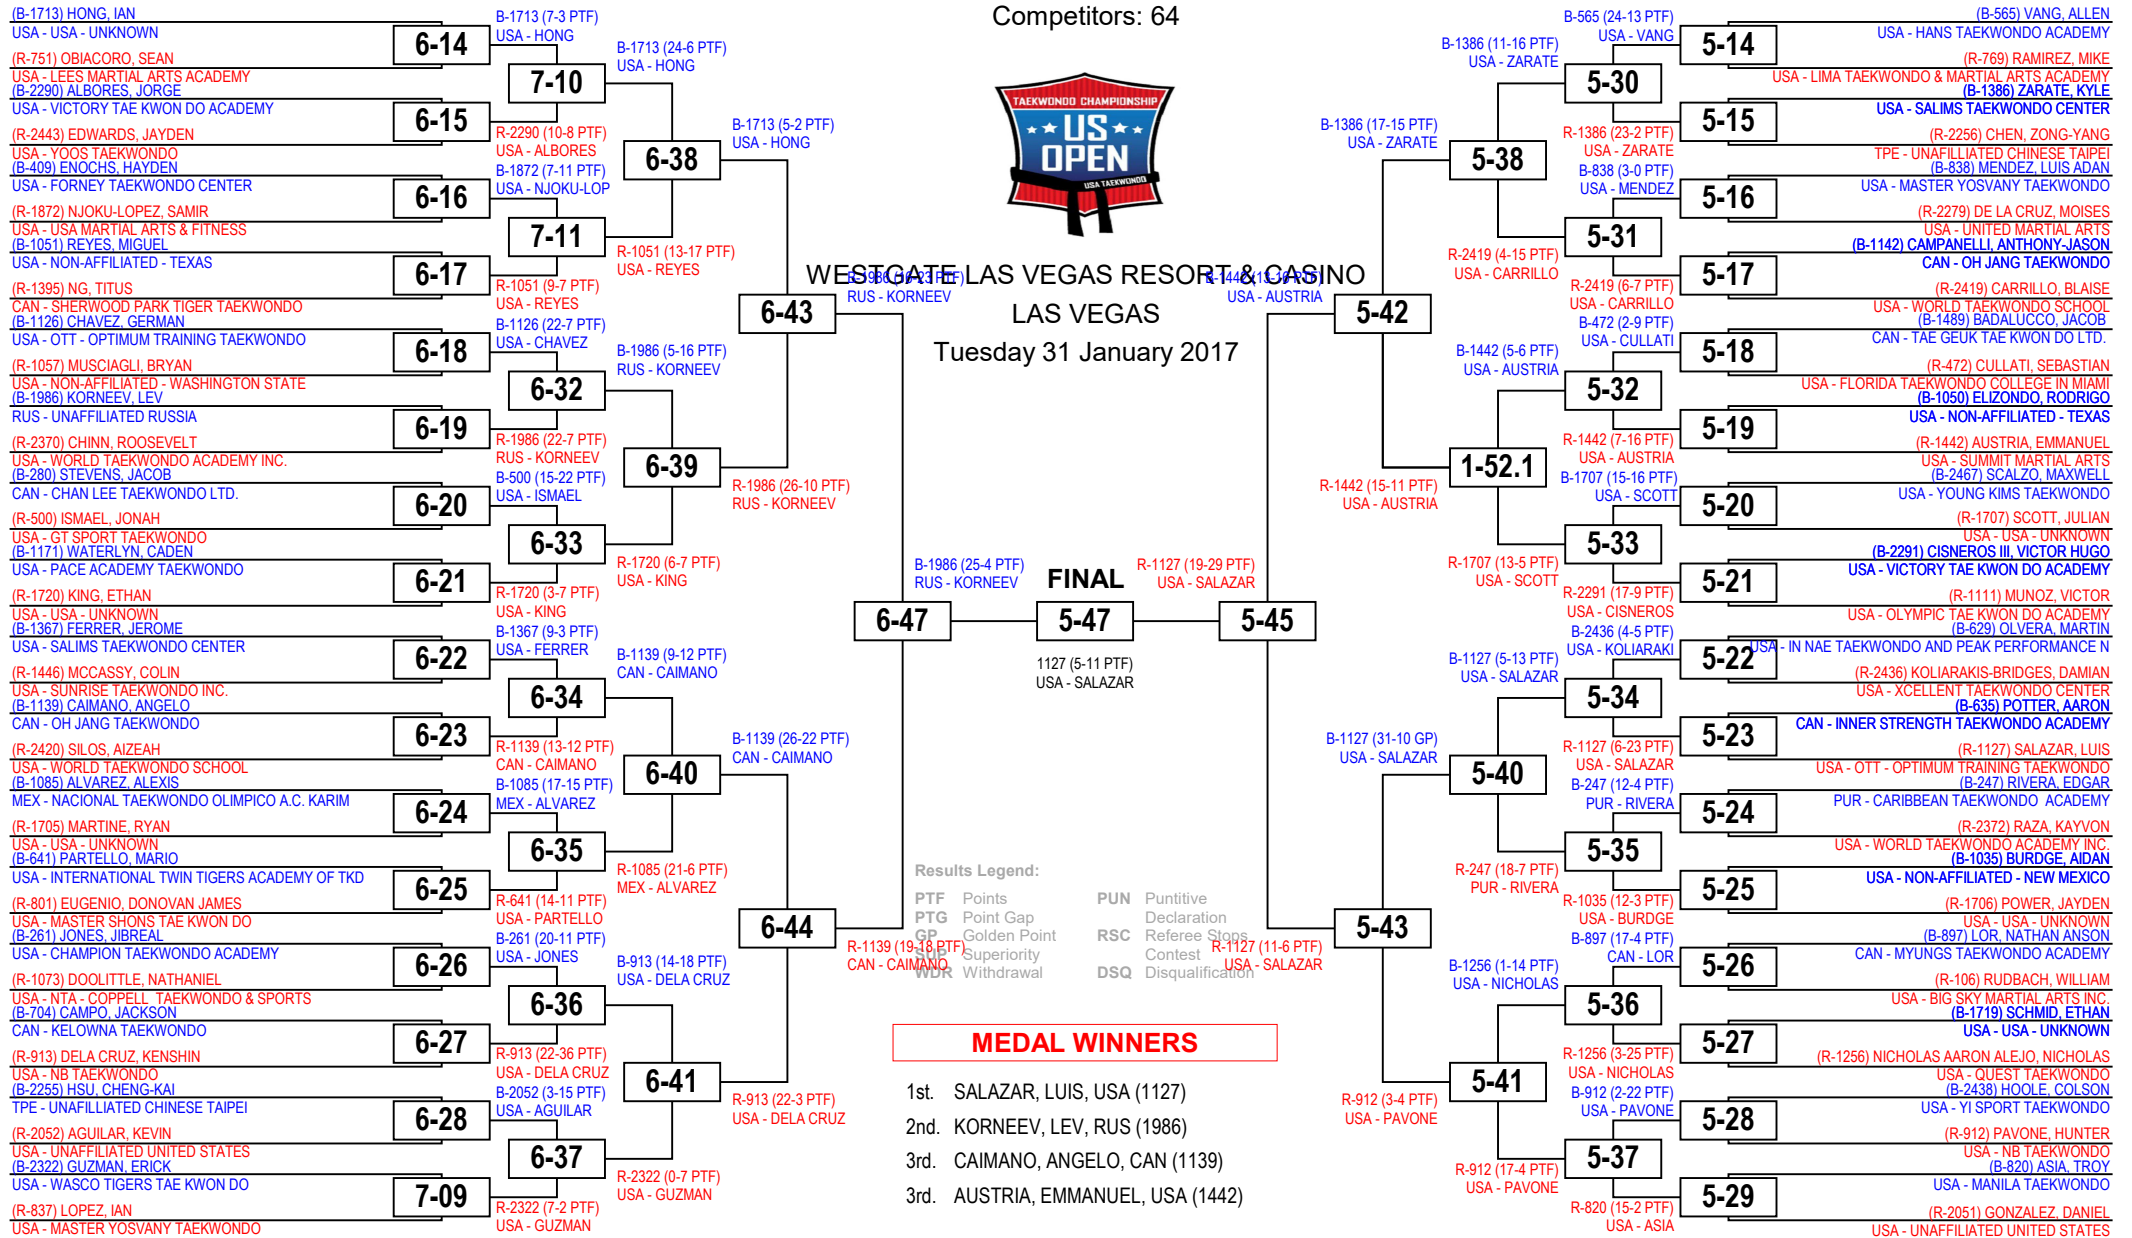 Competitors: 64
TAEKWONDO CHAMPIONSHIP
US
OPEN
USA TAEKWONDO
WESTGATE LAS VEGAS RESORT & CASINO
LAS VEGAS
Tuesday 31 January 2017
(B-1713) HONG, IAN
USA - USA - UNKNOWN
6-14
(R-751) OBIACORO, SEAN
USA - LEES MARTIAL ARTS ACADEMY
(B-2290) ALBORES, JORGE
USA - VICTORY TAE KWON DO ACADEMY
6-15
(R-2443) EDWARDS, JAYDEN
USA - YOOS TAEKWONDO
(B-409) ENOCHS, HAYDEN
USA - FORNEY TAEKWONDO CENTER
6-16
(R-1872) NJOKU-LOPEZ, SAMIR
USA - USA MARTIAL ARTS & FITNESS
(B-1051) REYES, MIGUEL
USA - NON-AFFILIATED - TEXAS
6-17
(R-1395) NG, TITUS
CAN - SHERWOOD PARK TIGER TAEKWONDO
(B-1126) CHAVEZ, GERMAN
USA - OTT - OPTIMUM TRAINING TAEKWONDO
6-18
(R-1057) MUSCIAGLI, BRYAN
USA - NON-AFFILIATED - WASHINGTON STATE
(B-1986) KORNEEV, LEV
RUS - UNAFFILIATED RUSSIA
6-19
(R-2370) CHINN, ROOSEVELT
USA - WORLD TAEKWONDO ACADEMY INC.
(B-280) STEVENS, JACOB
CAN - CHAN LEE TAEKWONDO LTD.
6-20
(R-500) ISMAEL, JONAH
USA - GT SPORT TAEKWONDO
(B-1171) WATERLYN, CADEN
USA - PACE ACADEMY TAEKWONDO
6-21
(R-1720) KING, ETHAN
USA - USA - UNKNOWN
(B-1367) FERRER, JEROME
USA - SALIMS TAEKWONDO CENTER
6-22
(R-1446) MCCASSY, COLIN
USA - SUNRISE TAEKWONDO INC.
(B-1139) CAIMANO, ANGELO
CAN - OH JANG TAEKWONDO
6-23
(R-2420) SILOS, AIZEAH
USA - WORLD TAEKWONDO SCHOOL
(B-1085) ALVAREZ, ALEXIS
MEX - NACIONAL TAEKWONDO OLIMPICO A.C. KARIM
6-24
(R-1705) MARTINE, RYAN
USA - USA - UNKNOWN
(B-641) PARTELLO, MARIO
USA - INTERNATIONAL TWIN TIGERS ACADEMY OF TKD
6-25
(R-801) EUGENIO, DONOVAN JAMES
USA - MASTER SHONS TAE KWON DO
(B-261) JONES, JIBREAL
USA - CHAMPION TAEKWONDO ACADEMY
6-26
(R-1073) DOOLITTLE, NATHANIEL
USA - NTA - COPPELL  TAEKWONDO & SPORTS
(B-704) CAMPO, JACKSON
CAN - KELOWNA TAEKWONDO
6-27
(R-913) DELA CRUZ, KENSHIN
USA - NB TAEKWONDO
(B-2255) HSU, CHENG-KAI
TPE - UNAFILLIATED CHINESE TAIPEI
6-28
(R-2052) AGUILAR, KEVIN
USA - UNAFFILIATED UNITED STATES
(B-2322) GUZMAN, ERICK
USA - WASCO TIGERS TAE KWON DO
7-09
(R-837) LOPEZ, IAN
USA - MASTER YOSVANY TAEKWONDO
B-1713 (7-3 PTF)
USA - HONG
7-10
R-2290 (10-8 PTF)
USA - ALBORES
B-1872 (7-11 PTF)
USA - NJOKU-LOP
7-11
R-1051 (9-7 PTF)
USA - REYES
B-1126 (22-7 PTF)
USA - CHAVEZ
6-32
R-1986 (22-7 PTF)
RUS - KORNEEV
B-500 (15-22 PTF)
USA - ISMAEL
6-33
R-1720 (3-7 PTF)
USA - KING
B-1367 (9-3 PTF)
USA - FERRER
6-34
R-1139 (13-12 PTF)
CAN - CAIMANO
B-1085 (17-15 PTF)
MEX - ALVAREZ
6-35
R-641 (14-11 PTF)
USA - PARTELLO
B-261 (20-11 PTF)
USA - JONES
6-36
R-913 (22-36 PTF)
USA - DELA CRUZ
B-2052 (3-15 PTF)
USA - AGUILAR
6-37
R-2322 (7-2 PTF)
USA - GUZMAN
B-1713 (24-6 PTF)
USA - HONG
6-38
R-1051 (13-17 PTF)
USA - REYES
B-1986 (5-16 PTF)
RUS - KORNEEV
6-39
R-1720 (6-7 PTF)
USA - KING
B-1139 (9-12 PTF)
CAN - CAIMANO
6-40
R-1085 (21-6 PTF)
MEX - ALVAREZ
B-913 (14-18 PTF)
USA - DELA CRUZ
6-41
R-2322 (0-7 PTF)
USA - GUZMAN
B-1713 (5-2 PTF)
USA - HONG
6-43
R-1986 (26-10 PTF)
RUS - KORNEEV
B-1139 (26-22 PTF)
CAN - CAIMANO
6-44
R-913 (22-3 PTF)
USA - DELA CRUZ
B-1986 (16-23 PTF)
RUS - KORNEEV
6-47
R-1139 (19-18 PTF)
CAN - CAIMANO
B-1986 (25-4 PTF)
RUS - KORNEEV
FINAL
5-47
1127 (5-11 PTF)
USA - SALAZAR
R-1127 (19-29 PTF)
USA - SALAZAR
B-1442 (13-16 PTF)
USA - AUSTRIA
5-45
R-1127 (11-6 PTF)
USA - SALAZAR
B-1386 (17-15 PTF)
USA - ZARATE
5-42
R-1442 (15-11 PTF)
USA - AUSTRIA
B-1127 (31-10 GP)
USA - SALAZAR
5-43
R-912 (3-4 PTF)
USA - PAVONE
B-1386 (11-16 PTF)
USA - ZARATE
5-38
R-2419 (4-15 PTF)
USA - CARRILLO
B-1442 (5-6 PTF)
USA - AUSTRIA
1-52.1
R-1707 (13-5 PTF)
USA - SCOTT
B-1127 (5-13 PTF)
USA - SALAZAR
5-40
R-247 (18-7 PTF)
PUR - RIVERA
B-1256 (1-14 PTF)
USA - NICHOLAS
5-41
R-912 (17-4 PTF)
USA - PAVONE
B-565 (24-13 PTF)
USA - VANG
5-30
R-1386 (23-2 PTF)
USA - ZARATE
B-838 (3-0 PTF)
USA - MENDEZ
5-31
R-2419 (6-7 PTF)
USA - CARRILLO
B-472 (2-9 PTF)
USA - CULLATI
5-32
R-1442 (7-16 PTF)
USA - AUSTRIA
B-1707 (15-16 PTF)
USA - SCOTT
5-33
R-2291 (17-9 PTF)
USA - CISNEROS
B-2436 (4-5 PTF)
USA - KOLIARAKI
5-34
R-1127 (6-23 PTF)
USA - SALAZAR
B-247 (12-4 PTF)
PUR - RIVERA
5-35
R-1035 (12-3 PTF)
USA - BURDGE
B-897 (17-4 PTF)
CAN - LOR
5-36
R-1256 (3-25 PTF)
USA - NICHOLAS
B-912 (2-22 PTF)
USA - PAVONE
5-37
R-820 (15-2 PTF)
USA - ASIA
(B-565) VANG, ALLEN
USA - HANS TAEKWONDO ACADEMY
5-14
(R-769) RAMIREZ, MIKE
USA - LIMA TAEKWONDO & MARTIAL ARTS ACADEMY
(B-1386) ZARATE, KYLE
USA - SALIMS TAEKWONDO CENTER
5-15
(R-2256) CHEN, ZONG-YANG
TPE - UNAFILLIATED CHINESE TAIPEI
(B-838) MENDEZ, LUIS ADAN
USA - MASTER YOSVANY TAEKWONDO
5-16
(R-2279) DE LA CRUZ, MOISES
USA - UNITED MARTIAL ARTS
(B-1142) CAMPANELLI, ANTHONY-JASON
CAN - OH JANG TAEKWONDO
5-17
(R-2419) CARRILLO, BLAISE
USA - WORLD TAEKWONDO SCHOOL
(B-1489) BADALUCCO, JACOB
CAN - TAE GEUK TAE KWON DO LTD.
5-18
(R-472) CULLATI, SEBASTIAN
USA - FLORIDA TAEKWONDO COLLEGE IN MIAMI
(B-1050) ELIZONDO, RODRIGO
USA - NON-AFFILIATED - TEXAS
5-19
(R-1442) AUSTRIA, EMMANUEL
USA - SUMMIT MARTIAL ARTS
(B-2467) SCALZO, MAXWELL
USA - YOUNG KIMS TAEKWONDO
5-20
(R-1707) SCOTT, JULIAN
USA - USA - UNKNOWN
(B-2291) CISNEROS III, VICTOR HUGO
USA - VICTORY TAE KWON DO ACADEMY
5-21
(R-1111) MUNOZ, VICTOR
USA - OLYMPIC TAE KWON DO ACADEMY
(B-629) OLVERA, MARTIN
USA - IN NAE TAEKWONDO AND PEAK PERFORMANCE N
5-22
(R-2436) KOLIARAKIS-BRIDGES, DAMIAN
USA - XCELLENT TAEKWONDO CENTER
(B-635) POTTER, AARON
CAN - INNER STRENGTH TAEKWONDO ACADEMY
5-23
(R-1127) SALAZAR, LUIS
USA - OTT - OPTIMUM TRAINING TAEKWONDO
(B-247) RIVERA, EDGAR
PUR - CARIBBEAN TAEKWONDO  ACADEMY
5-24
(R-2372) RAZA, KAYVON
USA - WORLD TAEKWONDO ACADEMY INC.
(B-1035) BURDGE, AIDAN
USA - NON-AFFILIATED - NEW MEXICO
5-25
(R-1706) POWER, JAYDEN
USA - USA - UNKNOWN
(B-897) LOR, NATHAN ANSON
CAN - MYUNGS TAEKWONDO ACADEMY
5-26
(R-106) RUDBACH, WILLIAM
USA - BIG SKY MARTIAL ARTS INC.
(B-1719) SCHMID, ETHAN
USA - USA - UNKNOWN
5-27
(R-1256) NICHOLAS AARON ALEJO, NICHOLAS
USA - QUEST TAEKWONDO
(B-2438) HOOLE, COLSON
USA - YI SPORT TAEKWONDO
5-28
(R-912) PAVONE, HUNTER
USA - NB TAEKWONDO
(B-820) ASIA, TROY
USA - MANILA TAEKWONDO
5-29
(R-2051) GONZALEZ, DANIEL
USA - UNAFFILIATED UNITED STATES
Results Legend:
PTF Points PUN Puntitive
PTG Point Gap Declaration
GP Golden Point RSC Referee Stops
SUP Superiority Contest
WDR Withdrawal DSQ Disqualification
MEDAL WINNERS
1st. SALAZAR, LUIS, USA (1127)
2nd. KORNEEV, LEV, RUS (1986)
3rd. CAIMANO, ANGELO, CAN (1139)
3rd. AUSTRIA, EMMANUEL, USA (1442)